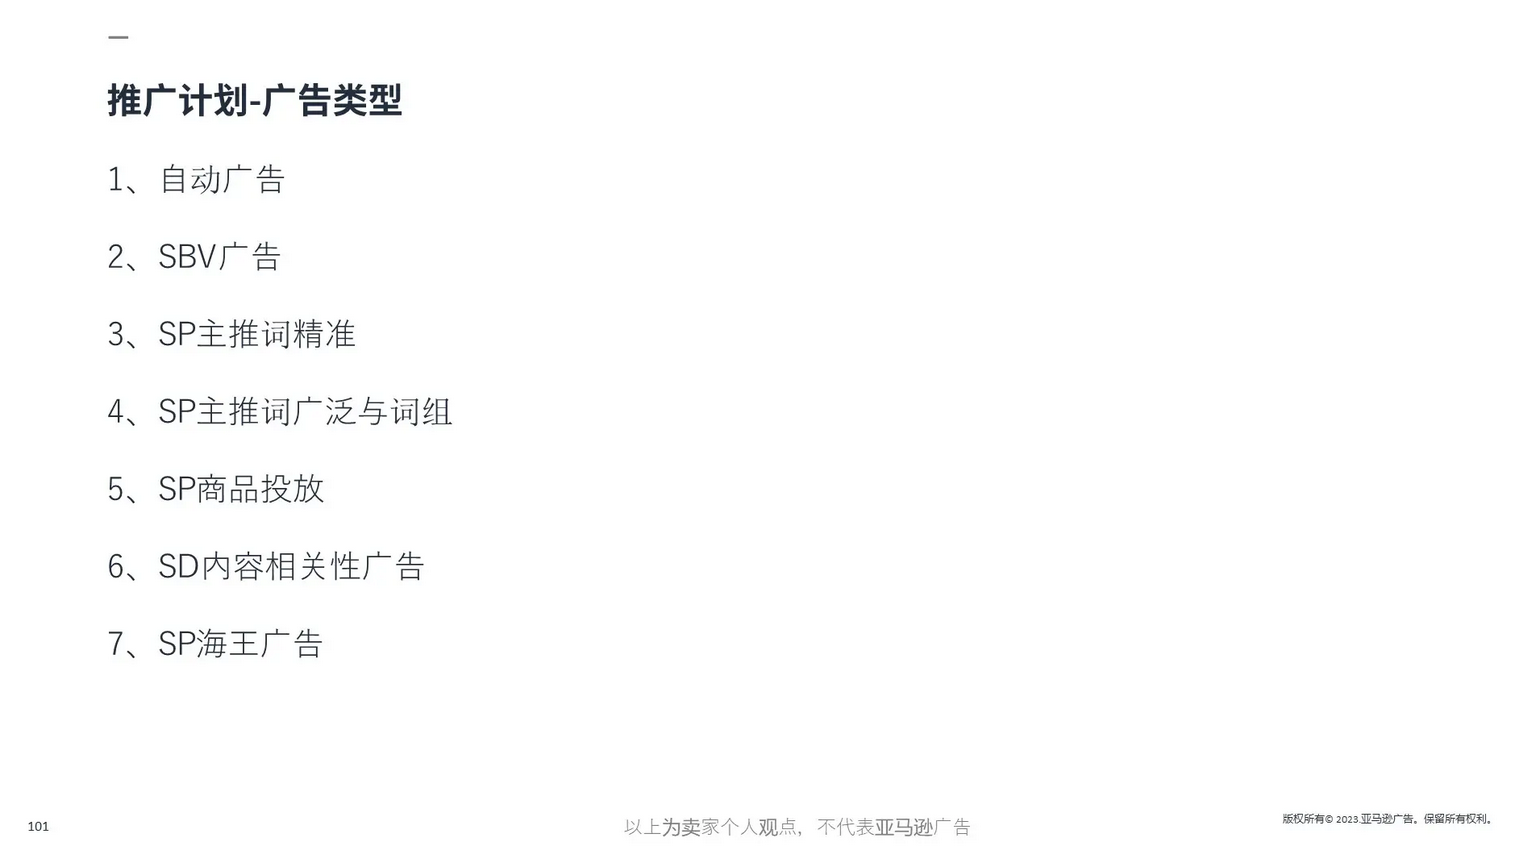 推广计划-广告类型
1、自动广告
2、SBV广告
3、SP主推词精准
4、SP主推词广泛与词组
5、SP商品投放
6、SD内容相关性广告
7、SP海王广告
101
以上为卖家个人观点，不代表亚马逊广告
版权所有© 2023.亚马逊广告。保留所有权利。